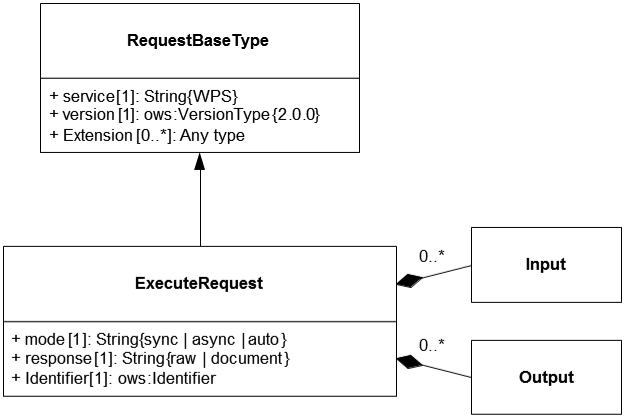 RequestBaseType
+ service[1]: String{WPS}
+ version[1]: ows:VersionType{2.0.0}
+ Extension[0..*]: Any type
ExecuteRequest
+ mode[1]: String{sync | async |auto}
+ response[1]: String{raw | document}
+ Identifier[1]: ows:Identifier
0..*
Input
0..*
Output